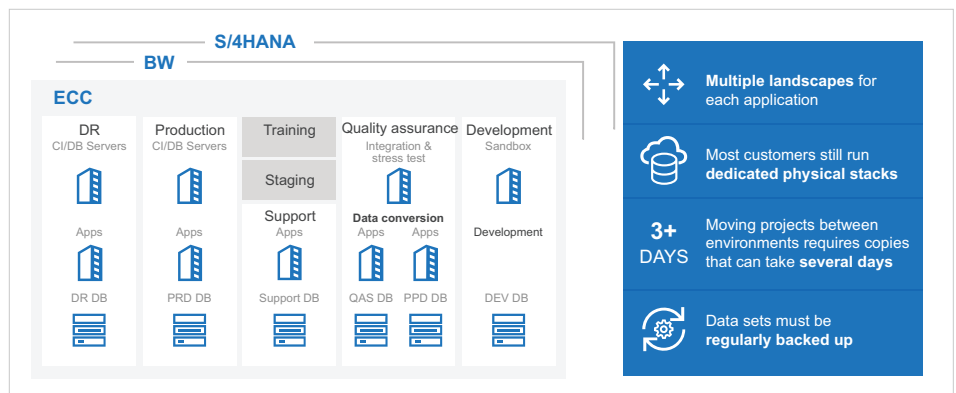 S/4HANA
BW
ECC
DR
CI/DB Servers
Apps
DR DB
Production
CI/DB Servers
Apps
PRD DB
Training
Staging
Support
Apps
Support DB
Quality assurance
Integration &
stress test
Data conversion
Apps Apps
QAS DB PPD DB
Development
Sandbox
Development
DEV DB
Multiple landscapes for
each application
Most customers still run
dedicated physical stacks
3+
DAYS
Moving projects between
environments requires copies
that can take several days
Data sets must be
regularly backed up